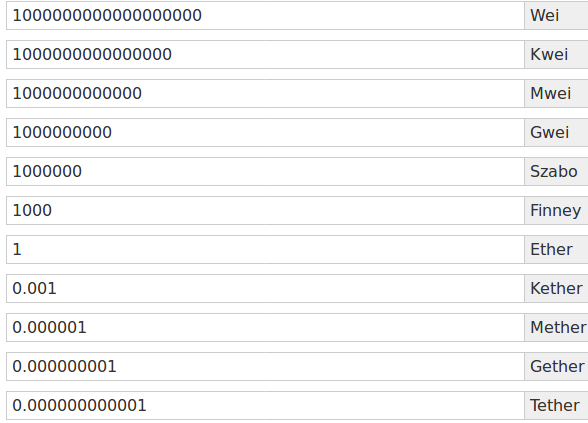 1000000000000000000 Wei
1000000000000000 Kwei
1000000000000 Mwei
1000000000 Gwei
1000000 Szabo
1000 Finney
1 Ether
0.001 Kether
0.000001 Mether
0.000000001 Gether
0.000000000001 Tether